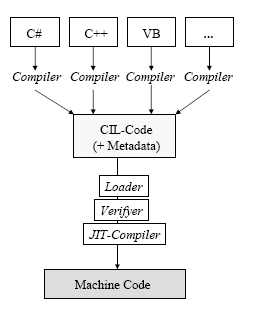 C# C++ VB ...
Compiler Compiler Compiler Compiler
CIL-Code
(+ Metadata)
Loader
Verifyer
JIT-Compiler
Machine Code